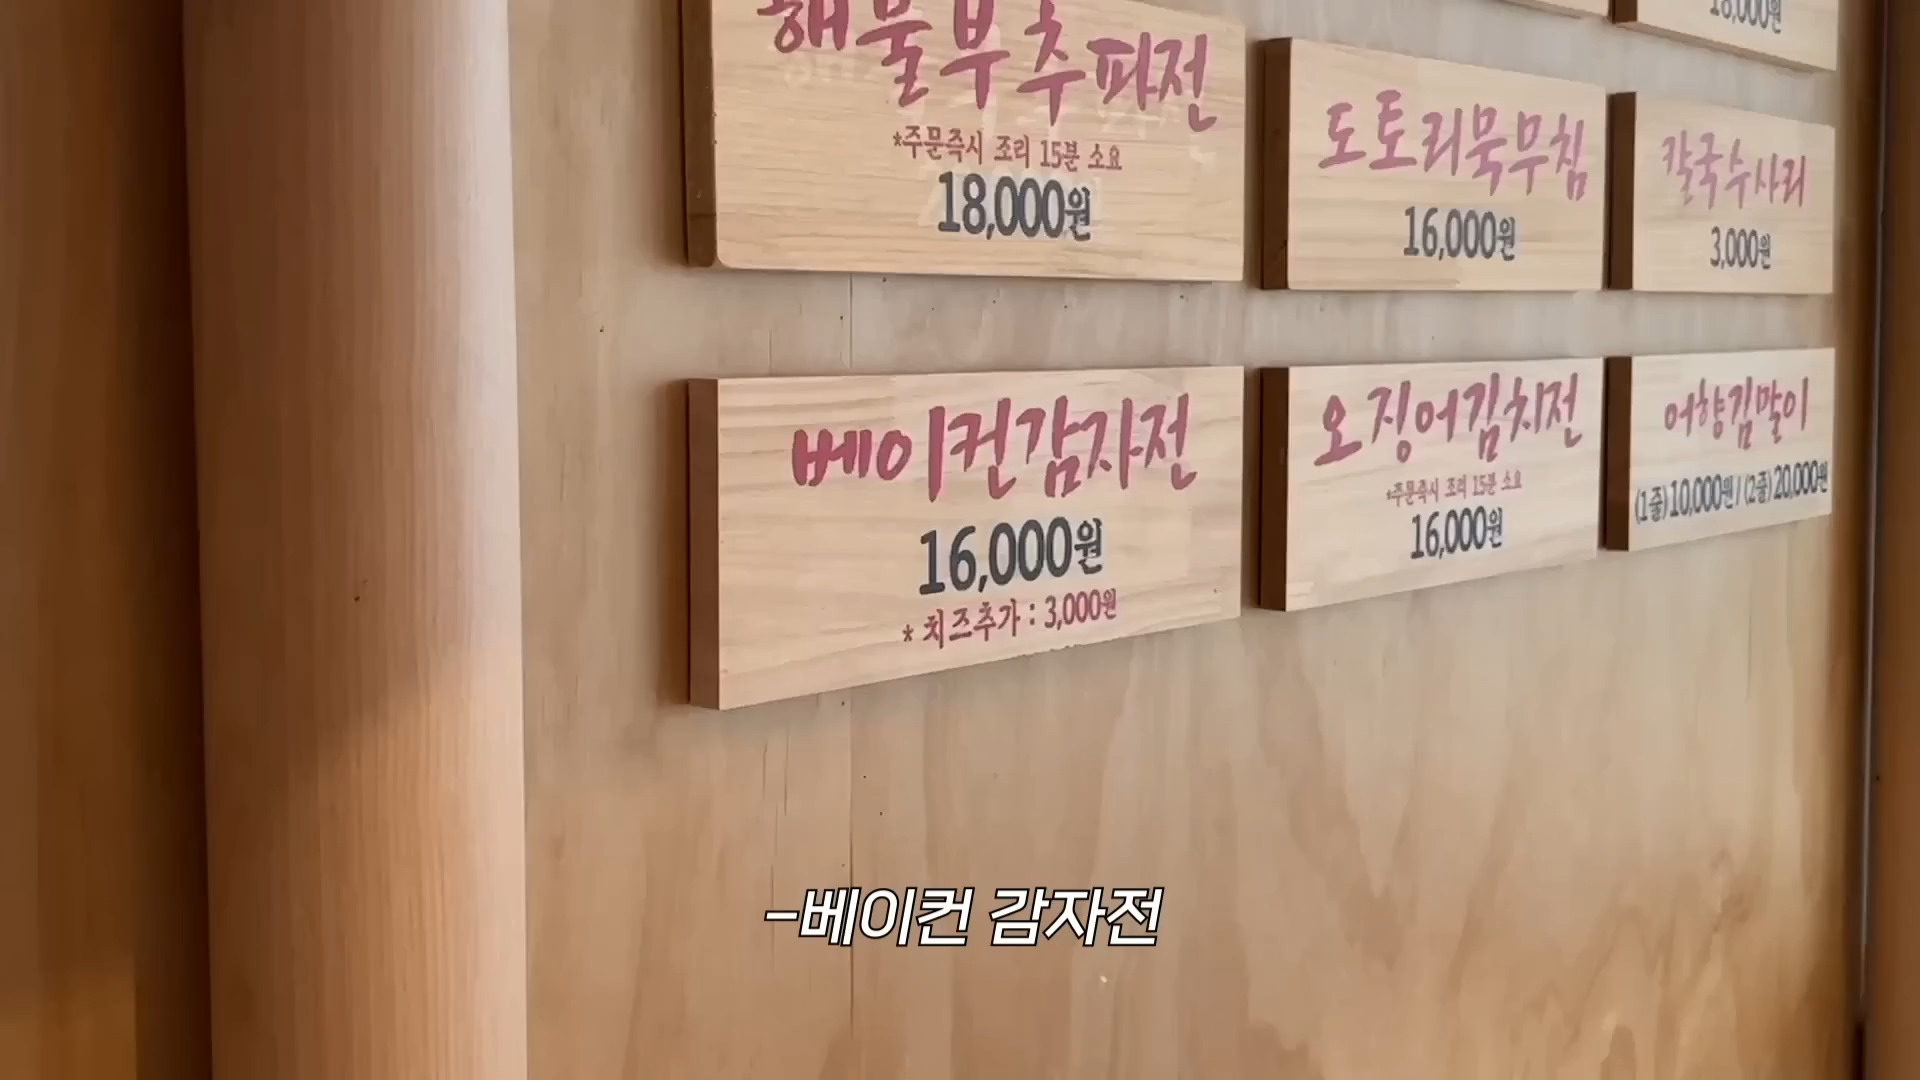 18,000원
해물부추파전
*주문즉시 조리 15분 소요
18,000원
도토리묵무침
16,000원
칼국수사리
3,000원
베이컨감자전
16,000원
* 치즈추가 : 3,000원
오징어김치전
*주문즉시 조리 15분 소요
16,000원
어향김말이
(1줄)10,000원 / (2줄)20,000원
-베이컨 감자전